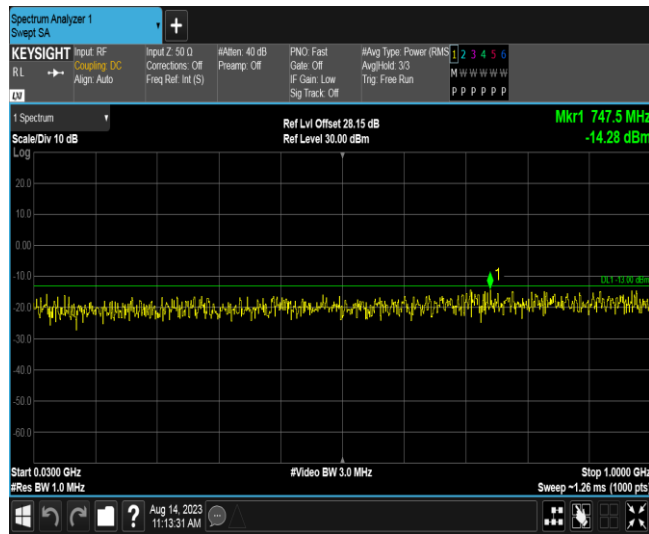 Spectrum Analyzer 1
Swept SA
+
KEYSIGHT
RL
LXI
Input: RF
Coupling: DC
Align: Auto
Input Z: 50 Ω
Corrections: Off
Freq Ref: Int (S)
#Atten: 40 dB
Preamp: Off
PNO: Fast
Gate: Off
IF Gain: Low
Sig Track: Off
#Avg Type: Power (RMS
Avg|Hold: 3/3
Trig: Free Run
1 2 3 4 5 6
M W W W W W
P P P P P P
1 Spectrum
Scale/Div 10 dB
Log
Ref Lvl Offset 28.15 dB
Ref Level 30.00 dBm
Mkr1 747.5 MHz
-14.28 dBm
20.0
10.0
0.00
-10.0
-20.0
-30.0
-40.0
-50.0
-60.0
1
DL1 -13.00 dBm
Start 0.0300 GHz
#Res BW 1.0 MHz
#Video BW 3.0 MHz
Stop 1.0000 GHz
Sweep ~1.26 ms (1000 pts
?
Aug 14, 2023
11:13:31 AM